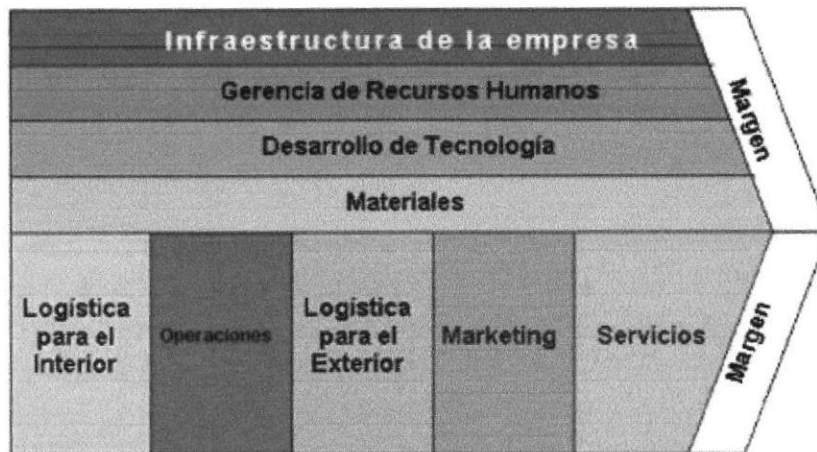 Infraestructura de la empresa
Gerencia de Recursos Humanos
Desarrollo de Tecnología
Materiales
Margen
Logística
para el
Interior
Operaciones
Logística
para el
Exterior
Marketing
Servicios
Margen